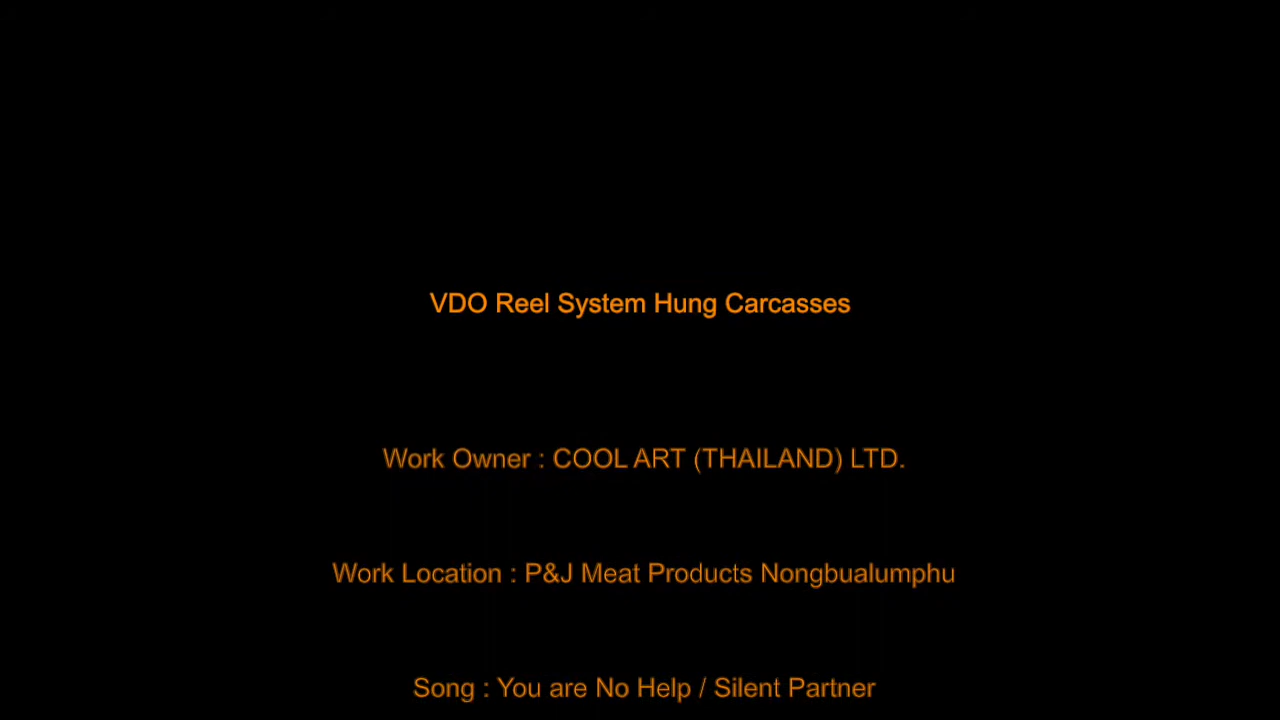 VDO Reel System Hung Carcasses
Work Owner : COOL ART (THAILAND) LTD.
Work Location : P&J Meat Products Nongbualumphu
Song : You are No Help / Silent Partner